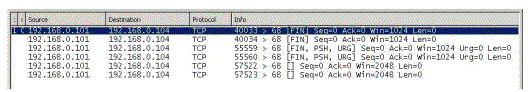 Source Destination Protocol Info
192.168.0.101 192.168.0.104 TCP 40033 > 68 [FIN] Seq=0 Ack=0 Win=1024 Len=0
192.168.0.101 192.168.0.104 TCP 40034 > 68 [FIN] Seq=0 Ack=0 Win=1024 Len=0
192.168.0.101 192.168.0.104 TCP 55559 > 68 [FIN, PSH, URG] Seq=0 Ack=0 Win=1024 Urg=0 Len=0
192.168.0.101 192.168.0.104 TCP 55560 > 68 [FIN, PSH, URG] Seq=0 Ack=0 Win=1024 Urg=0 Len=0
192.168.0.101 192.168.0.104 TCP 57522 > 68 [] Seq=0 Ack=0 Win=2048 Len=0
192.168.0.101 192.168.0.104 TCP 57523 > 68 [] Seq=0 Ack=0 Win=2048 Len=0